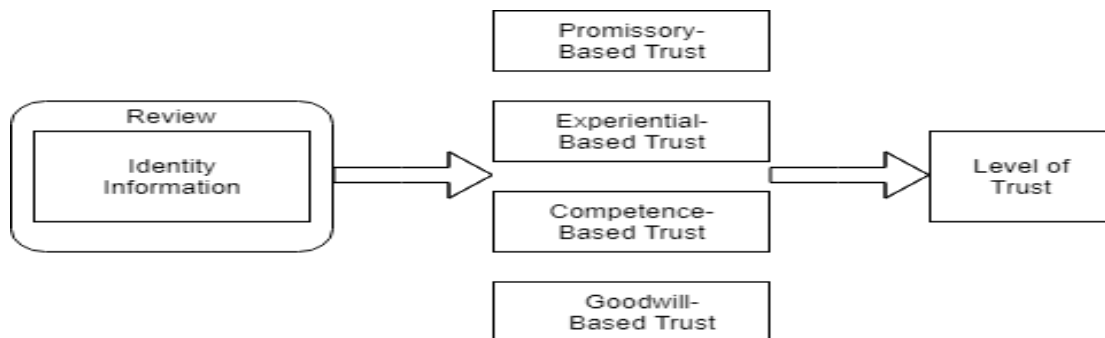 Promissory-
Based Trust
Review
Identity
Information
Experiential-
Based Trust
Competence-
Based Trust
Goodwill-
Based Trust
Level of
Trust